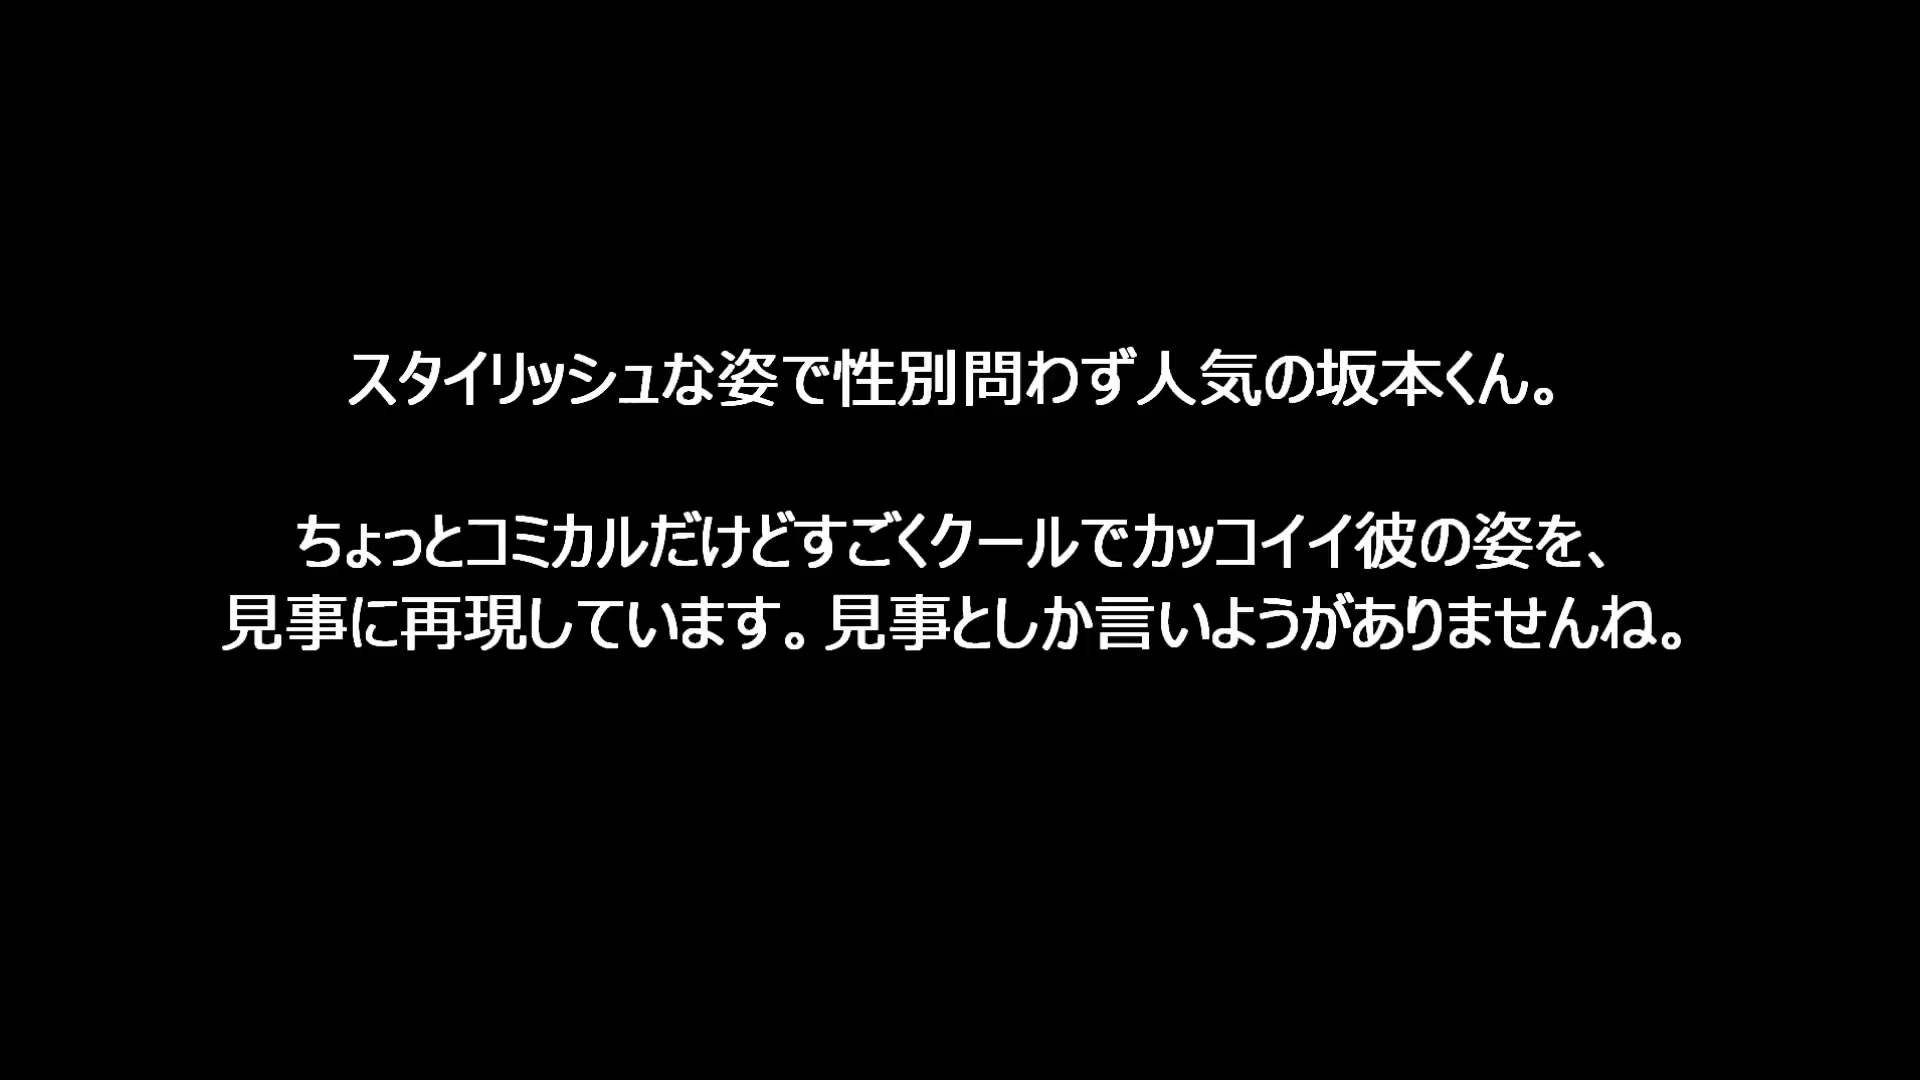 スタイリッシュな姿で性別問わず人気の坂本くん。
ちょっとコミカルだけどすごくクールでカッコイイ彼の姿を、
見事に再現しています。見事としか言いようがありませんね。